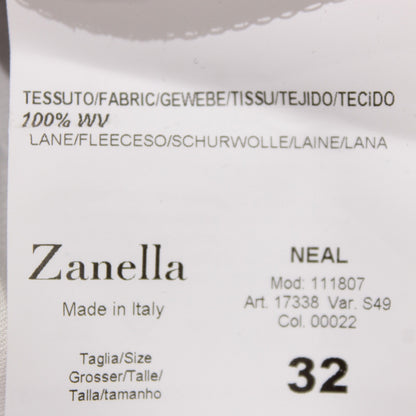 TESSUTO/FABRIC/GEWEBE/TISSU/TEJIDO/TECIDO
100% WV
LANE/FLEECESO/SCHURWOLLE/LAINE/LANA
Zanella
Made in Italy
NEAL
Mod: 111807
Art. 17338 Var. S49
Col. 00022
Taglia/Size
Grosser/Talle/
Talla/tamanho
32